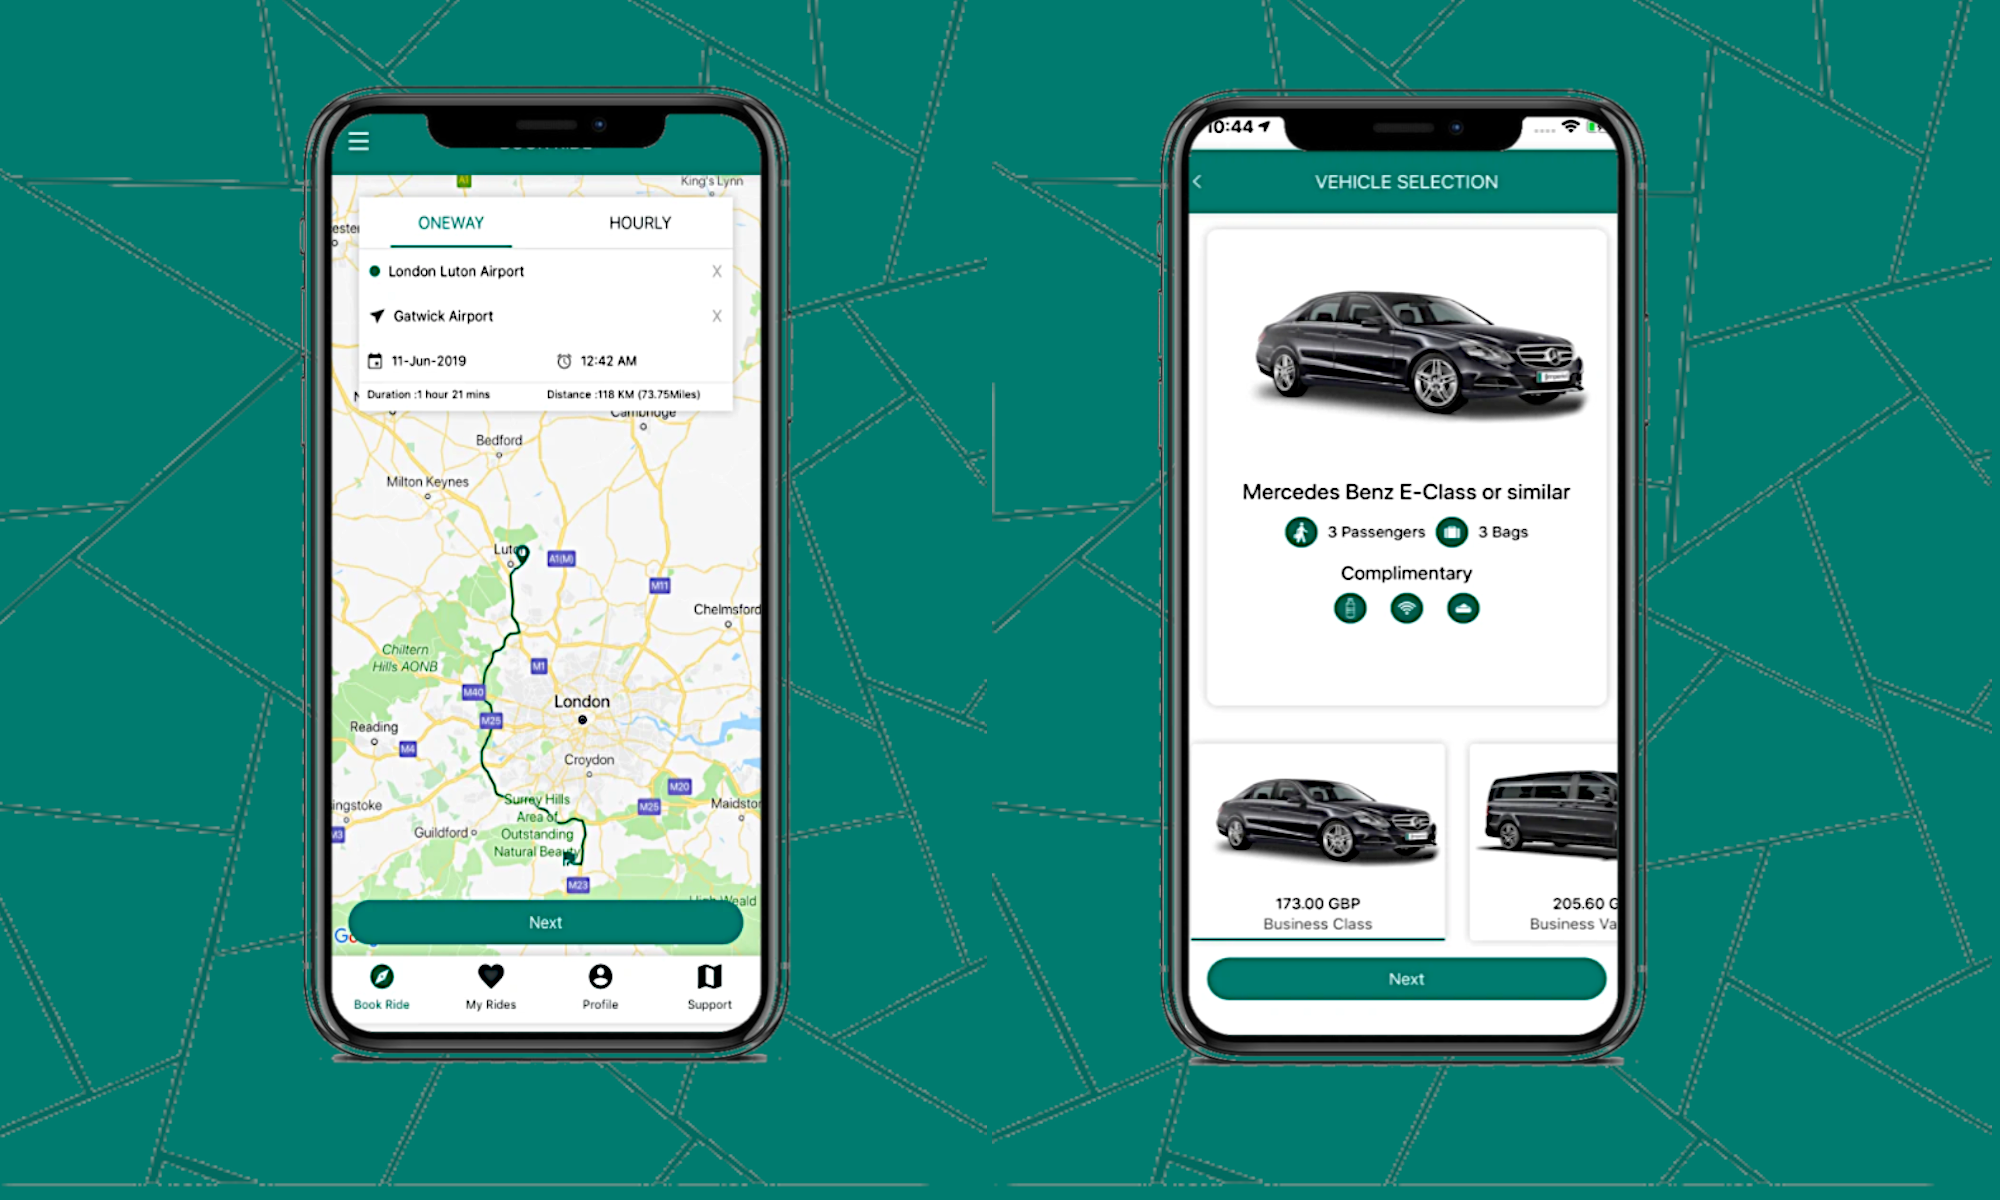 BOOK RIDE
A1
King's Lynn
ONEWAY HOURLY
London Luton Airport X
Gatwick Airport X
11-Jun-2019 12:42 AM
Duration :1 hour 21 mins Distance :118 KM (73.75Miles)
Cambridge
Bedford
Milton Keynes
Luton
A1(M)
M11
Chelmsford
Chiltern
Hills AONB
M1
M40
London
M25
Reading
M4
Croydon
M20
Surrey Hills
Area of
Outstanding
Natural Beauty
M25
Maidsto
ingstoke
Guildford
M3
M23
High Weald
Next
Book Ride My Rides Profile Support
10:44
VEHICLE SELECTION
Mercedes Benz E-Class or similar
3 Passengers 3 Bags
Complimentary
173.00 GBP
Business Class
205.60 G
Business Va
Next